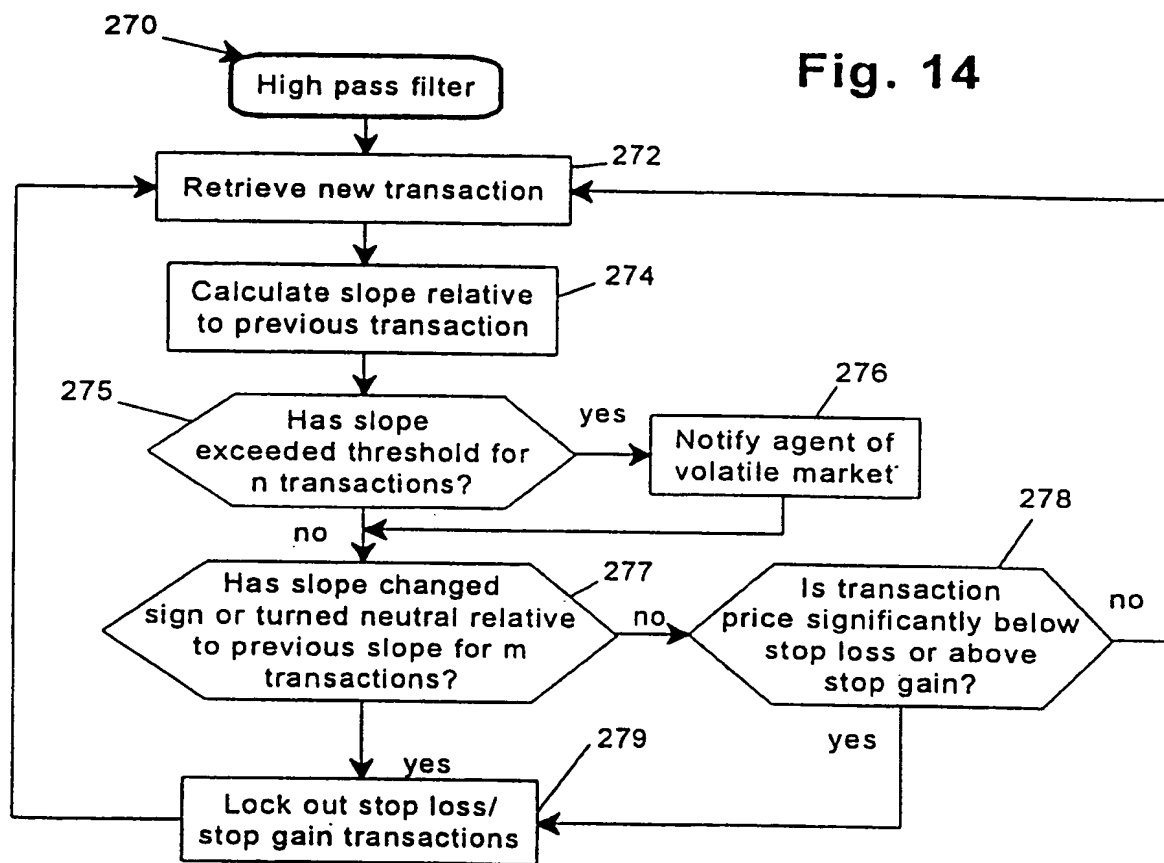 270
Fig. 14
High pass filter
272
Retrieve new transaction
274
Calculate slope relative
to previous transaction
275
Has slope
exceeded threshold for
n transactions?
yes
276
Notify agent of
volatile market
no
277
Has slope changed
sign or turned neutral relative
to previous slope for m
transactions?
no
278
Is transaction
price significantly below
stop loss or above
stop gain?
no
yes
yes
279
Lock out stop loss/
stop gain transactions